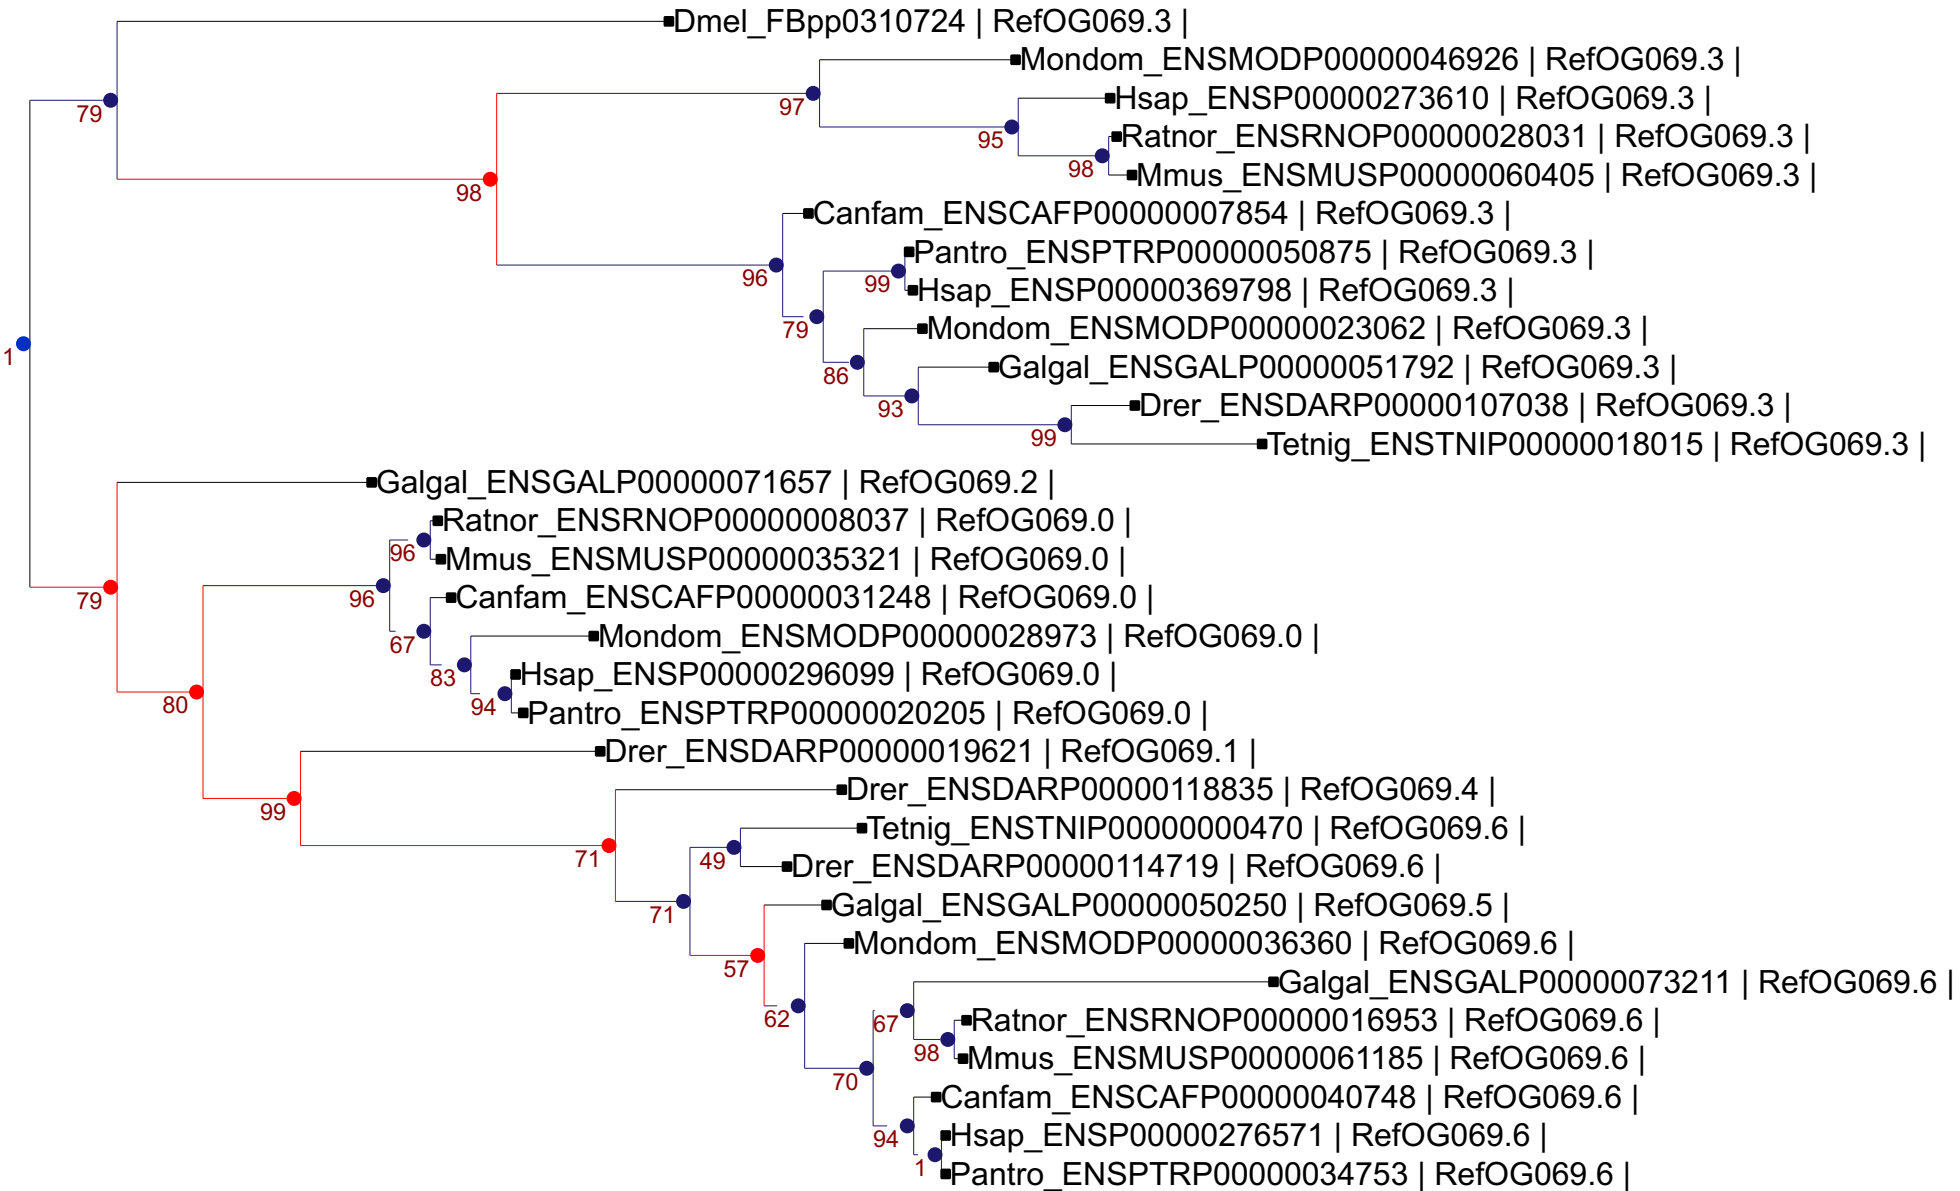 Dmel_FBpp0310724 | RefOG069.3 |
Mondom_ENSMODP00000046926 | RefOG069.3 |
79
97
Hsap_ENSP00000273610 | RefOG069.3 |
Ratnor_ENSRNOP00000028031 | RefOG069.3 |
95
98
Mmus_ENSMUSP00000060405 | RefOG069.3 |
98
Canfam_ENSCAFP00000007854 | RefOG069.3 |
Pantro_ENSPTRP00000050875 | RefOG069.3 |
96
99
Hsap_ENSP00000369798 | RefOG069.3 |
Mondom_ENSMODP00000023062 | RefOG069.3 |
79
1
Galgal_ENSGALP00000051792 | RefOG069.3 |
86
Drer_ENSDARP00000107038 | RefOG069.3 |
93
99
Tetnig_ENSTNIP00000018015 | RefOG069.3 |
Galgal_ENSGALP00000071657 | RefOG069.2 |
Ratnor_ENSRNOP00000008037 | RefOG069.0 |
96
Mmus_ENSMUSP00000035321 | RefOG069.0 |
79
96
Canfam_ENSCAFP00000031248 | RefOG069.0 |
Mondom_ENSMODP00000028973 | RefOG069.0 |
67
Hsap_ENSP00000296099 | RefOG069.0 |
83
80
94
Pantro_ENSPTRP00000020205 | RefOG069.0 |
Drer_ENSDARP00000019621 | RefOG069.1 |
Drer_ENSDARP00000118835 | RefOG069.4 |
99
Tetnig_ENSTNIP00000000470 | RefOG069.6 |
71
49
Drer_ENSDARP00000114719 | RefOG069.6 |
Galgal_ENSGALP00000050250 | RefOG069.5 |
71
Mondom_ENSMODP00000036360 | RefOG069.6 |
57
Galgal_ENSGALP00000073211 | RefOG069.6 |
62
67
Ratnor_ENSRNOP00000016953 | RefOG069.6 |
98
Mmus_ENSMUSP00000061185 | RefOG069.6 |
70
Canfam_ENSCAFP00000040748 | RefOG069.6 |
94
Hsap_ENSP00000276571 | RefOG069.6 |
1
Pantro_ENSPTRP00000034753 | RefOG069.6 |